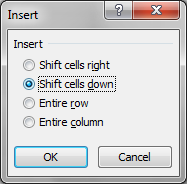 Insert
Insert
Shift cells right
Shift cells down
Entire row
Entire column
OK
Cancel